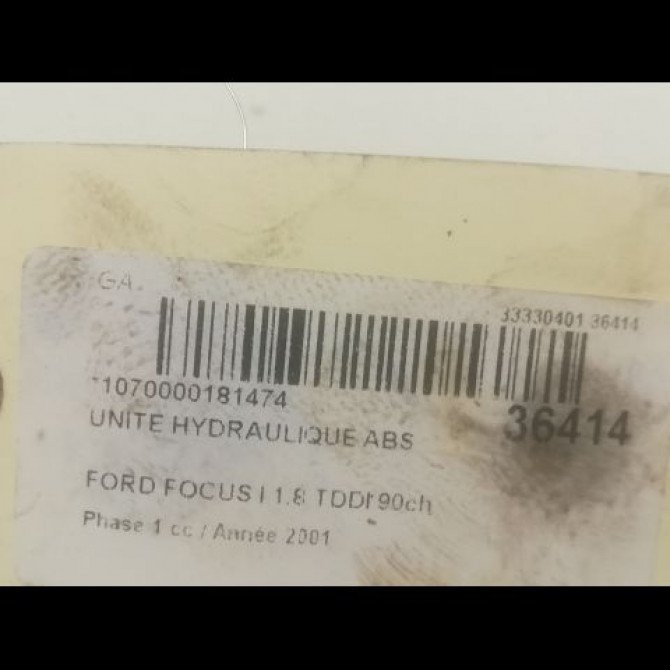 GA.
33330401 36414
1070000181474
36414
UNITE HYDRAULIQUE ABS
FORD FOCUS I 1.8 TDDI 90ch
Phase 1 cc / Année 2001